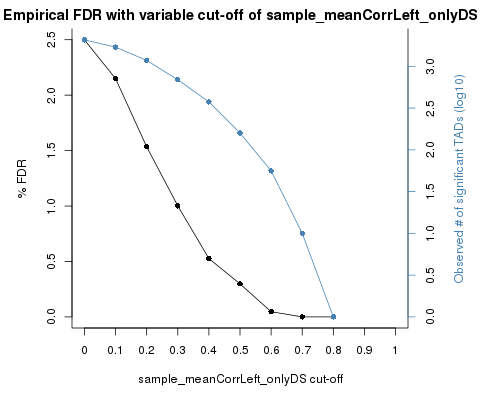 Empirical FDR with variable cut-off of sample_meanCorrLeft_onlyDS
2.5
2.0
1.5
1.0
0.5
0.0
% FDR
3.0
2.5
2.0
1.5
1.0
0.5
0.0
Observed # of significant TADs (log10)
0 0.1 0.2 0.3 0.4 0.5 0.6 0.7 0.8 0.9 1
sample_meanCorrLeft_onlyDS cut-off